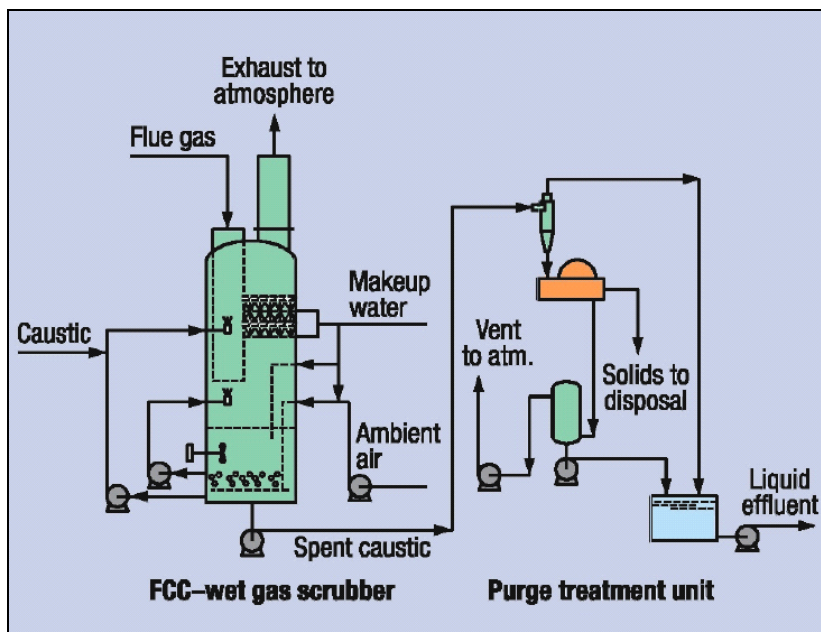 Exhaust to
atmosphere
Flue gas
Makeup
water
Caustic
Vent
to atm.
Solids to
disposal
Ambient
air
Liquid
effluent
Spent caustic
FCC–wet gas scrubber
Purge treatment unit